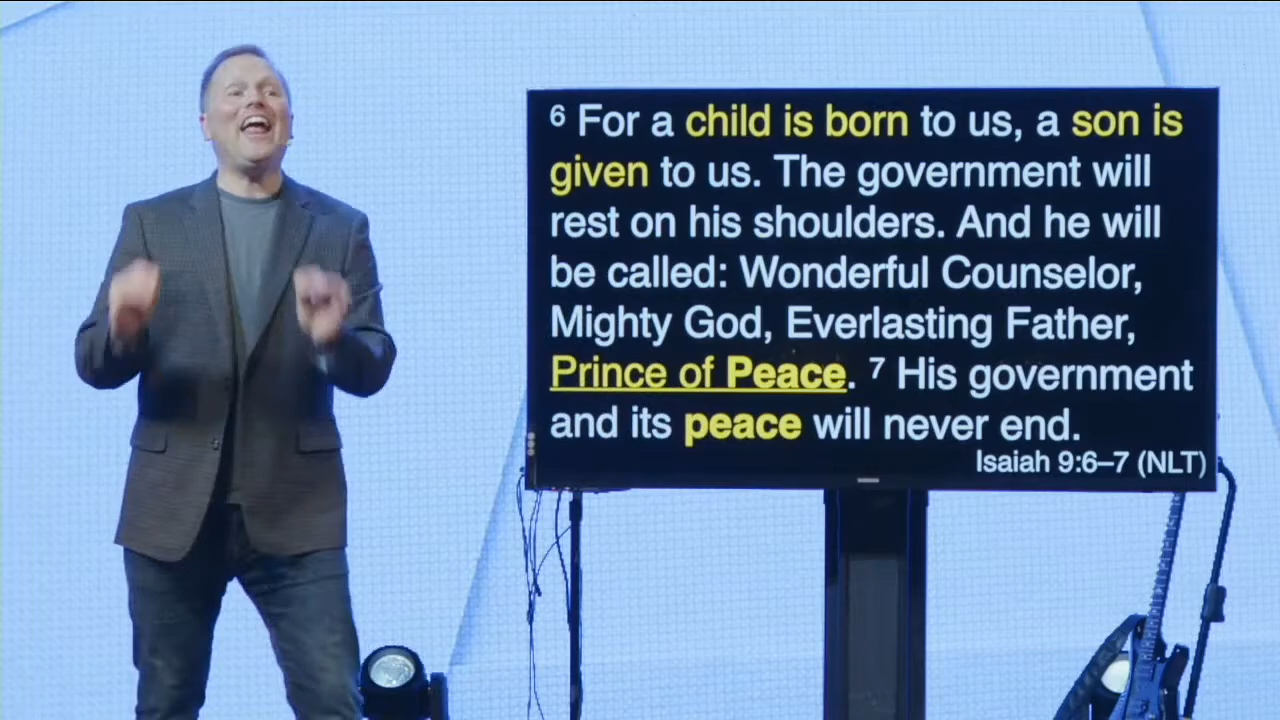 ⁶ For a child is born to us, a son is
given to us. The government will
rest on his shoulders. And he will
be called: Wonderful Counselor,
Mighty God, Everlasting Father,
Prince of Peace. ⁷ His government
and its peace will never end.
Isaiah 9:6–7 (NLT)